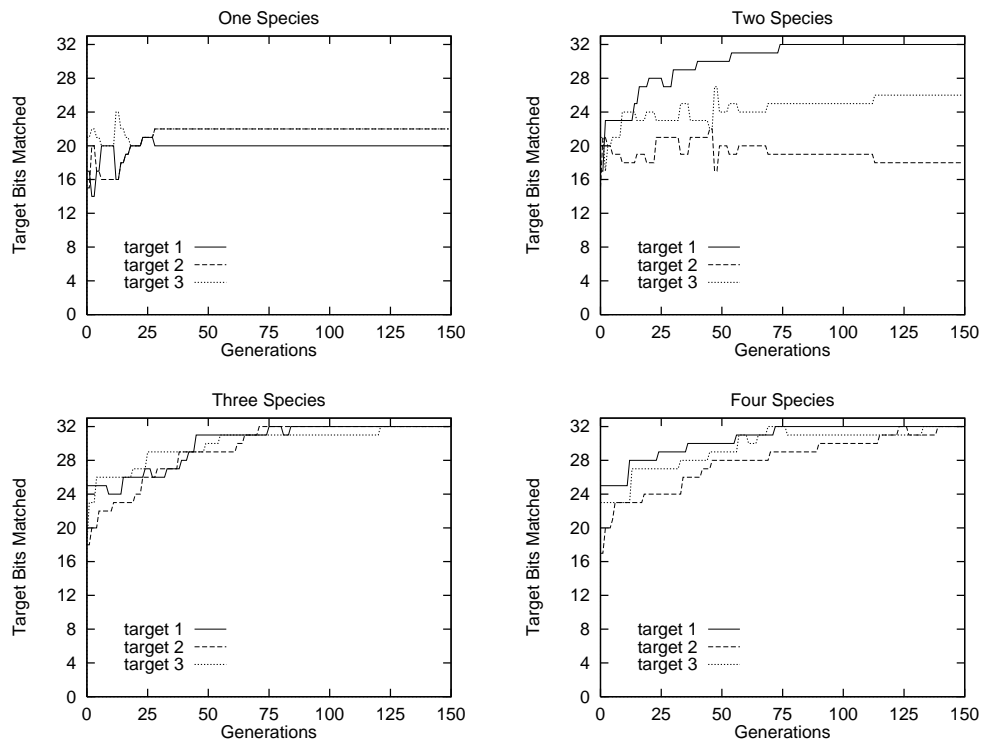 One Species
Target Bits Matched
32
28
24
20
16
12
8
4
0
target 1
target 2
target 3
0 25 50 75 100 125 150
Generations
Two Species
Target Bits Matched
32
28
24
20
16
12
8
4
0
target 1
target 2
target 3
0 25 50 75 100 125 150
Generations
Three Species
Target Bits Matched
32
28
24
20
16
12
8
4
0
target 1
target 2
target 3
0 25 50 75 100 125 150
Generations
Four Species
Target Bits Matched
32
28
24
20
16
12
8
4
0
target 1
target 2
target 3
0 25 50 75 100 125 150
Generations